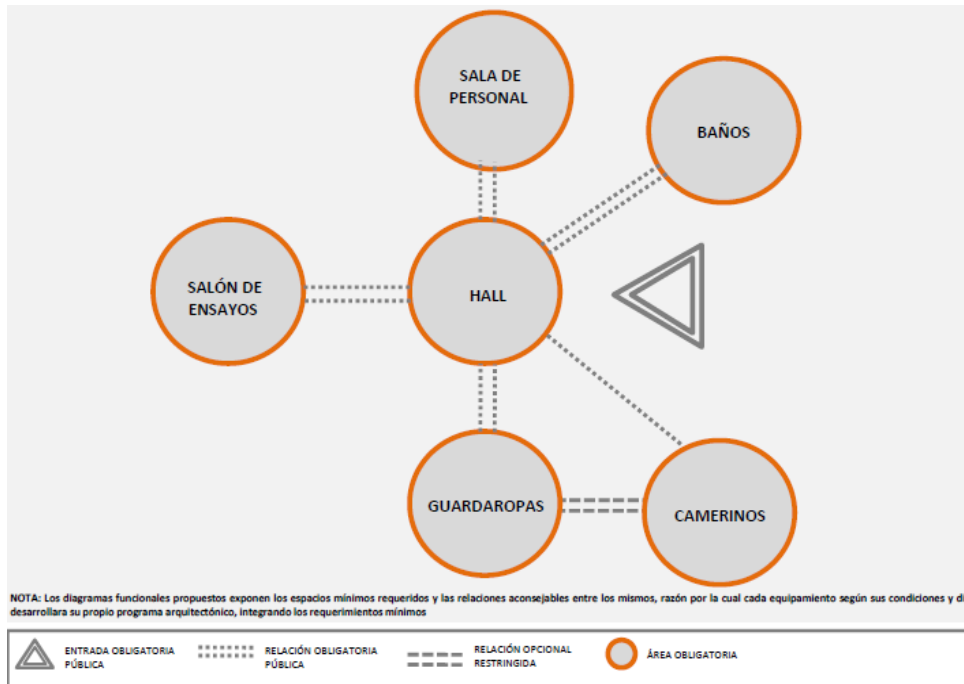 SALA DE
PERSONAL
BAÑOS
SALÓN DE
ENSAYOS
HALL
GUARDAROPAS
CAMERINOS
NOTA: Los diagramas funcionales propuestos exponen los espacios mínimos requeridos y las relaciones aconsejables entre los mismos, razón por la cual cada equipamiento según sus condiciones y
desarrollara su propio programa arquitectónico, integrando los requerimientos mínimos
ENTRADA OBLIGATORIA
PÚBLICA
RELACIÓN OBLIGATORIA
PÚBLICA
RELACIÓN OPCIONAL
RESTRINGIDA
ÁREA OBLIGATORIA